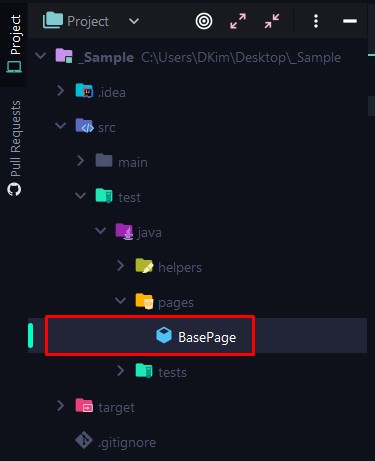 Project
Pull Requests
Project
_Sample C:\Users\DKim\Desktop\_Sample
.idea
src
main
test
java
helpers
pages
BasePage
tests
target
.gitignore